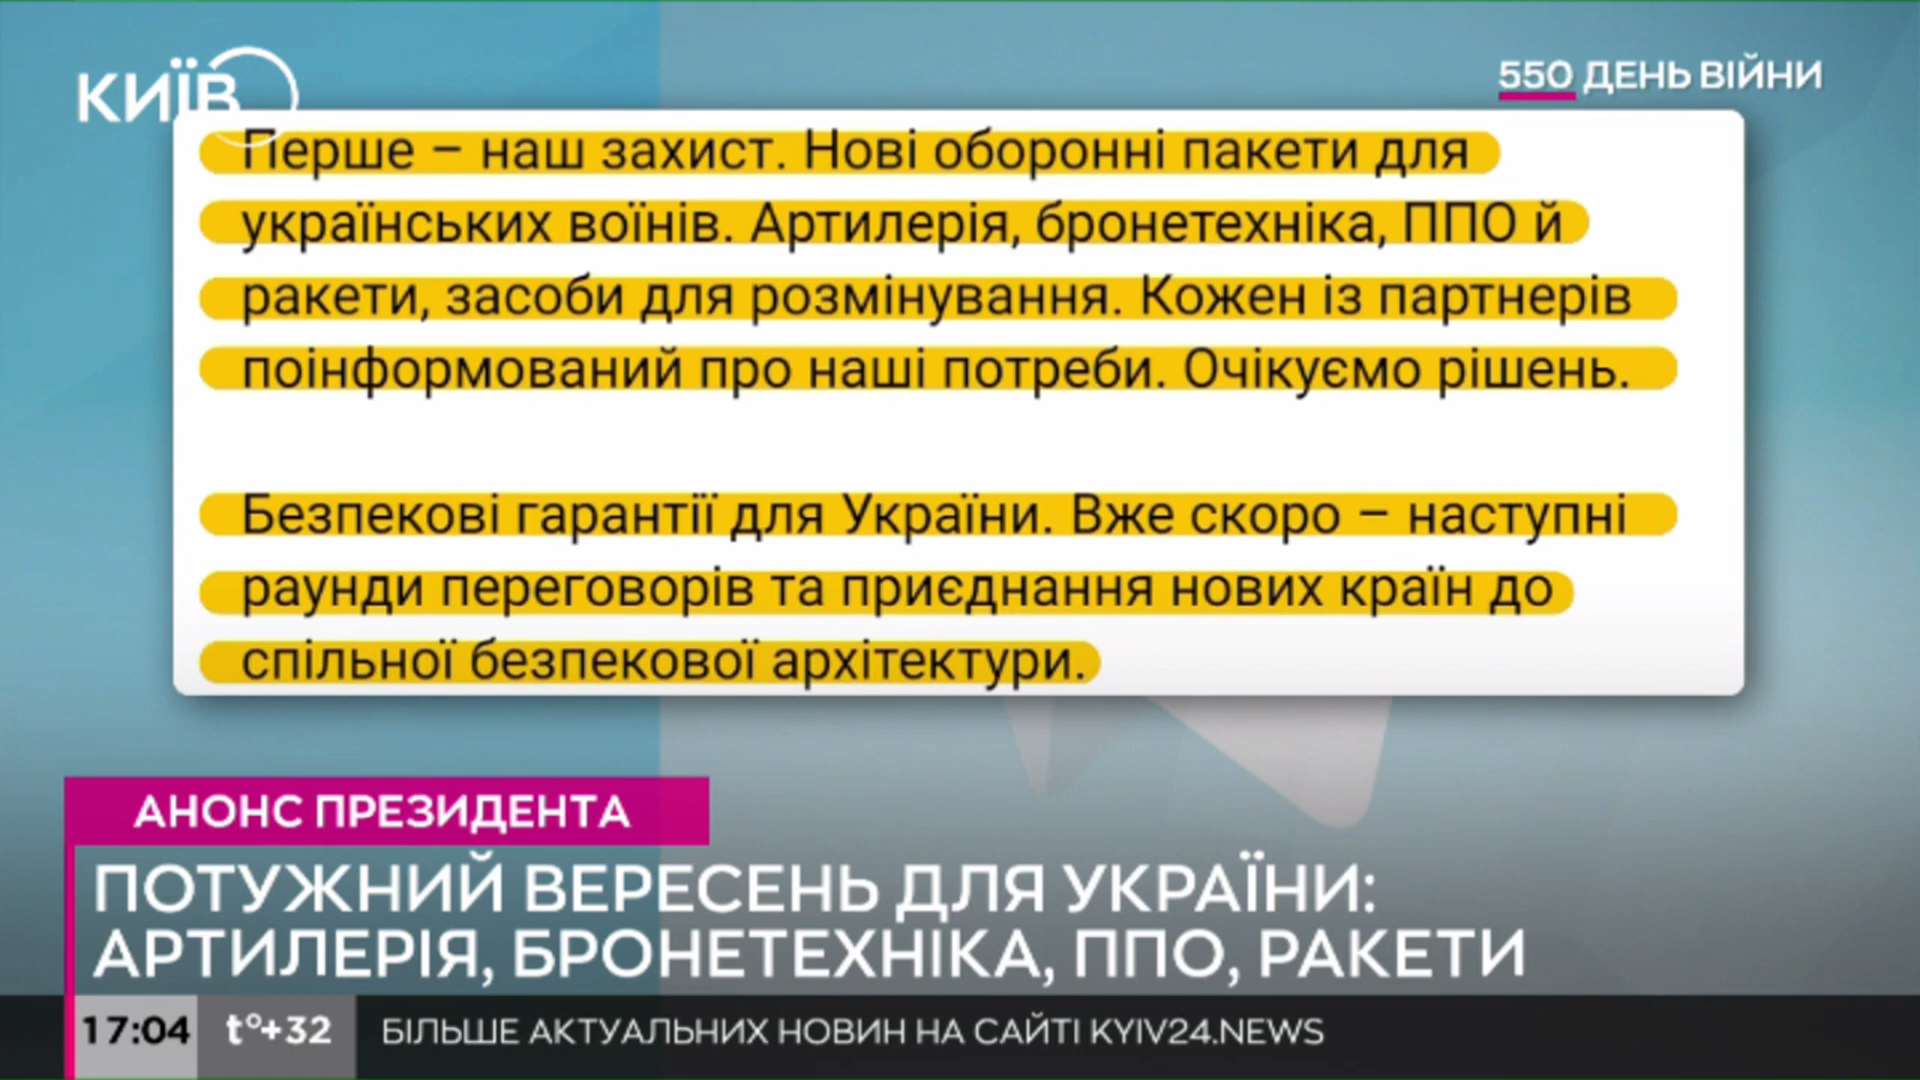 КИЇВ
550 ДЕНЬ ВІЙНИ
Перше – наш захист. Нові оборонні пакети для
українських воїнів. Артилерія, бронетехніка, ППО й
ракети, засоби для розмінування. Кожен із партнерів
поінформований про наші потреби. Очікуємо рішень.
Безпекові гарантії для України. Вже скоро – наступні
раунди переговорів та приєднання нових країн до
спільної безпекової архітектури.
АНОНС ПРЕЗИДЕНТА
ПОТУЖНИЙ ВЕРЕСЕНЬ ДЛЯ УКРАЇНИ:
АРТИЛЕРІЯ, БРОНЕТЕХНІКА, ППО, РАКЕТИ
17:04 t°+32 БІЛЬШЕ АКТУАЛЬНИХ НОВИН НА САЙТІ KYIV24.NEWS